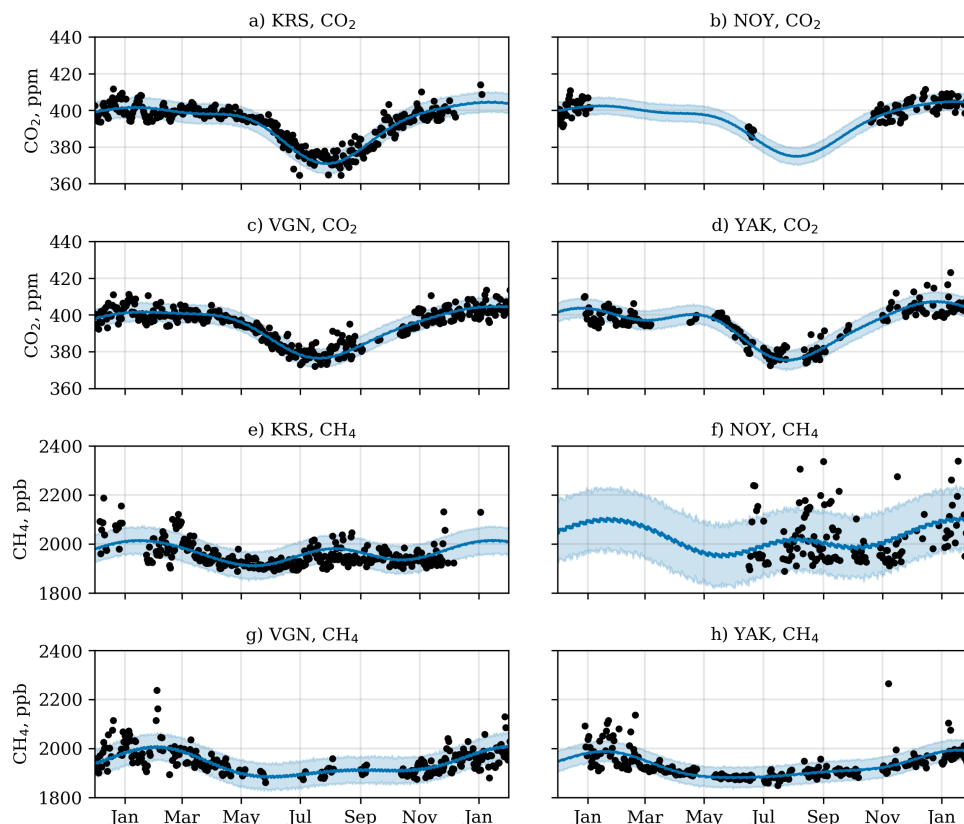 a) KRS, CO₂
b) NOY, CO₂
440
420
400
380
360
CO₂, ppm
c) VGN, CO₂
d) YAK, CO₂
440
420
400
380
360
CO₂, ppm
e) KRS, CH₄
f) NOY, CH₄
2400
2200
2000
1800
CH₄, ppb
g) VGN, CH₄
h) YAK, CH₄
2400
2200
2000
1800
CH₄, ppb
Jan Mar May Jul Sep Nov Jan
Jan Mar May Jul Sep Nov Jan